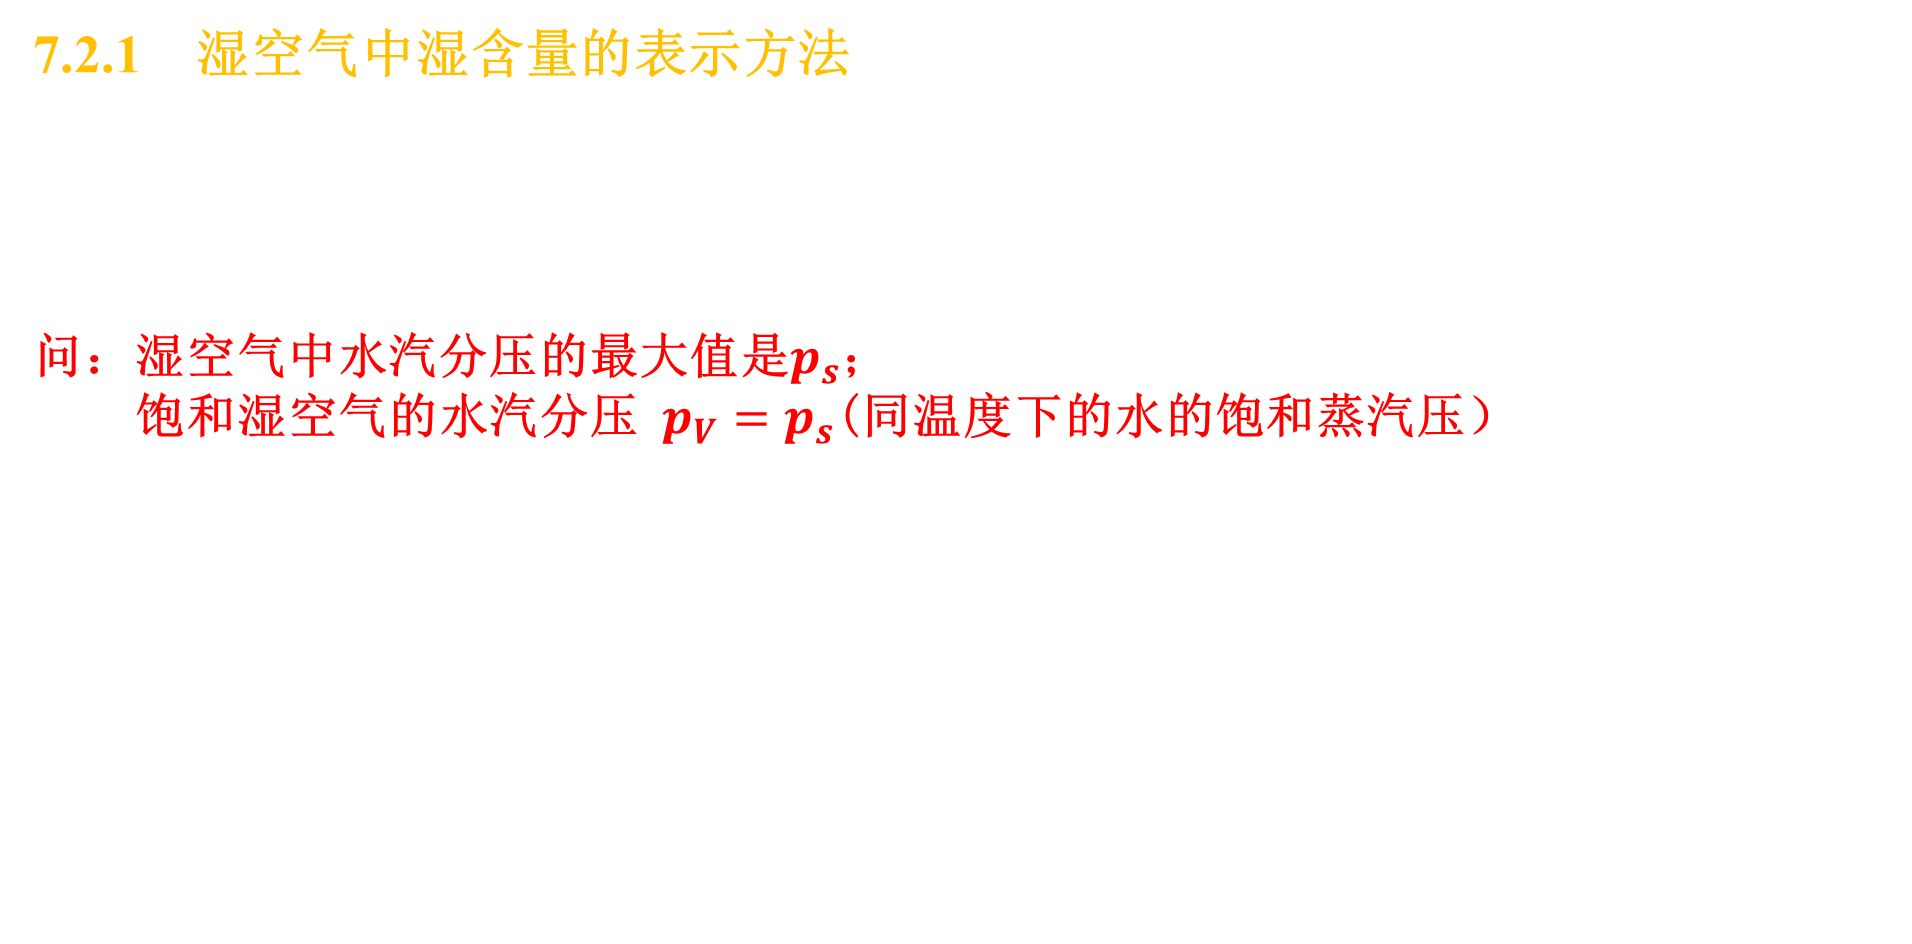 7.2.1 湿空气中湿含量的表示方法
问：湿空气中水汽分压的最大值是pₛ；
饱和湿空气的水汽分压 p_V = pₛ(同温度下的水的饱和蒸汽压）